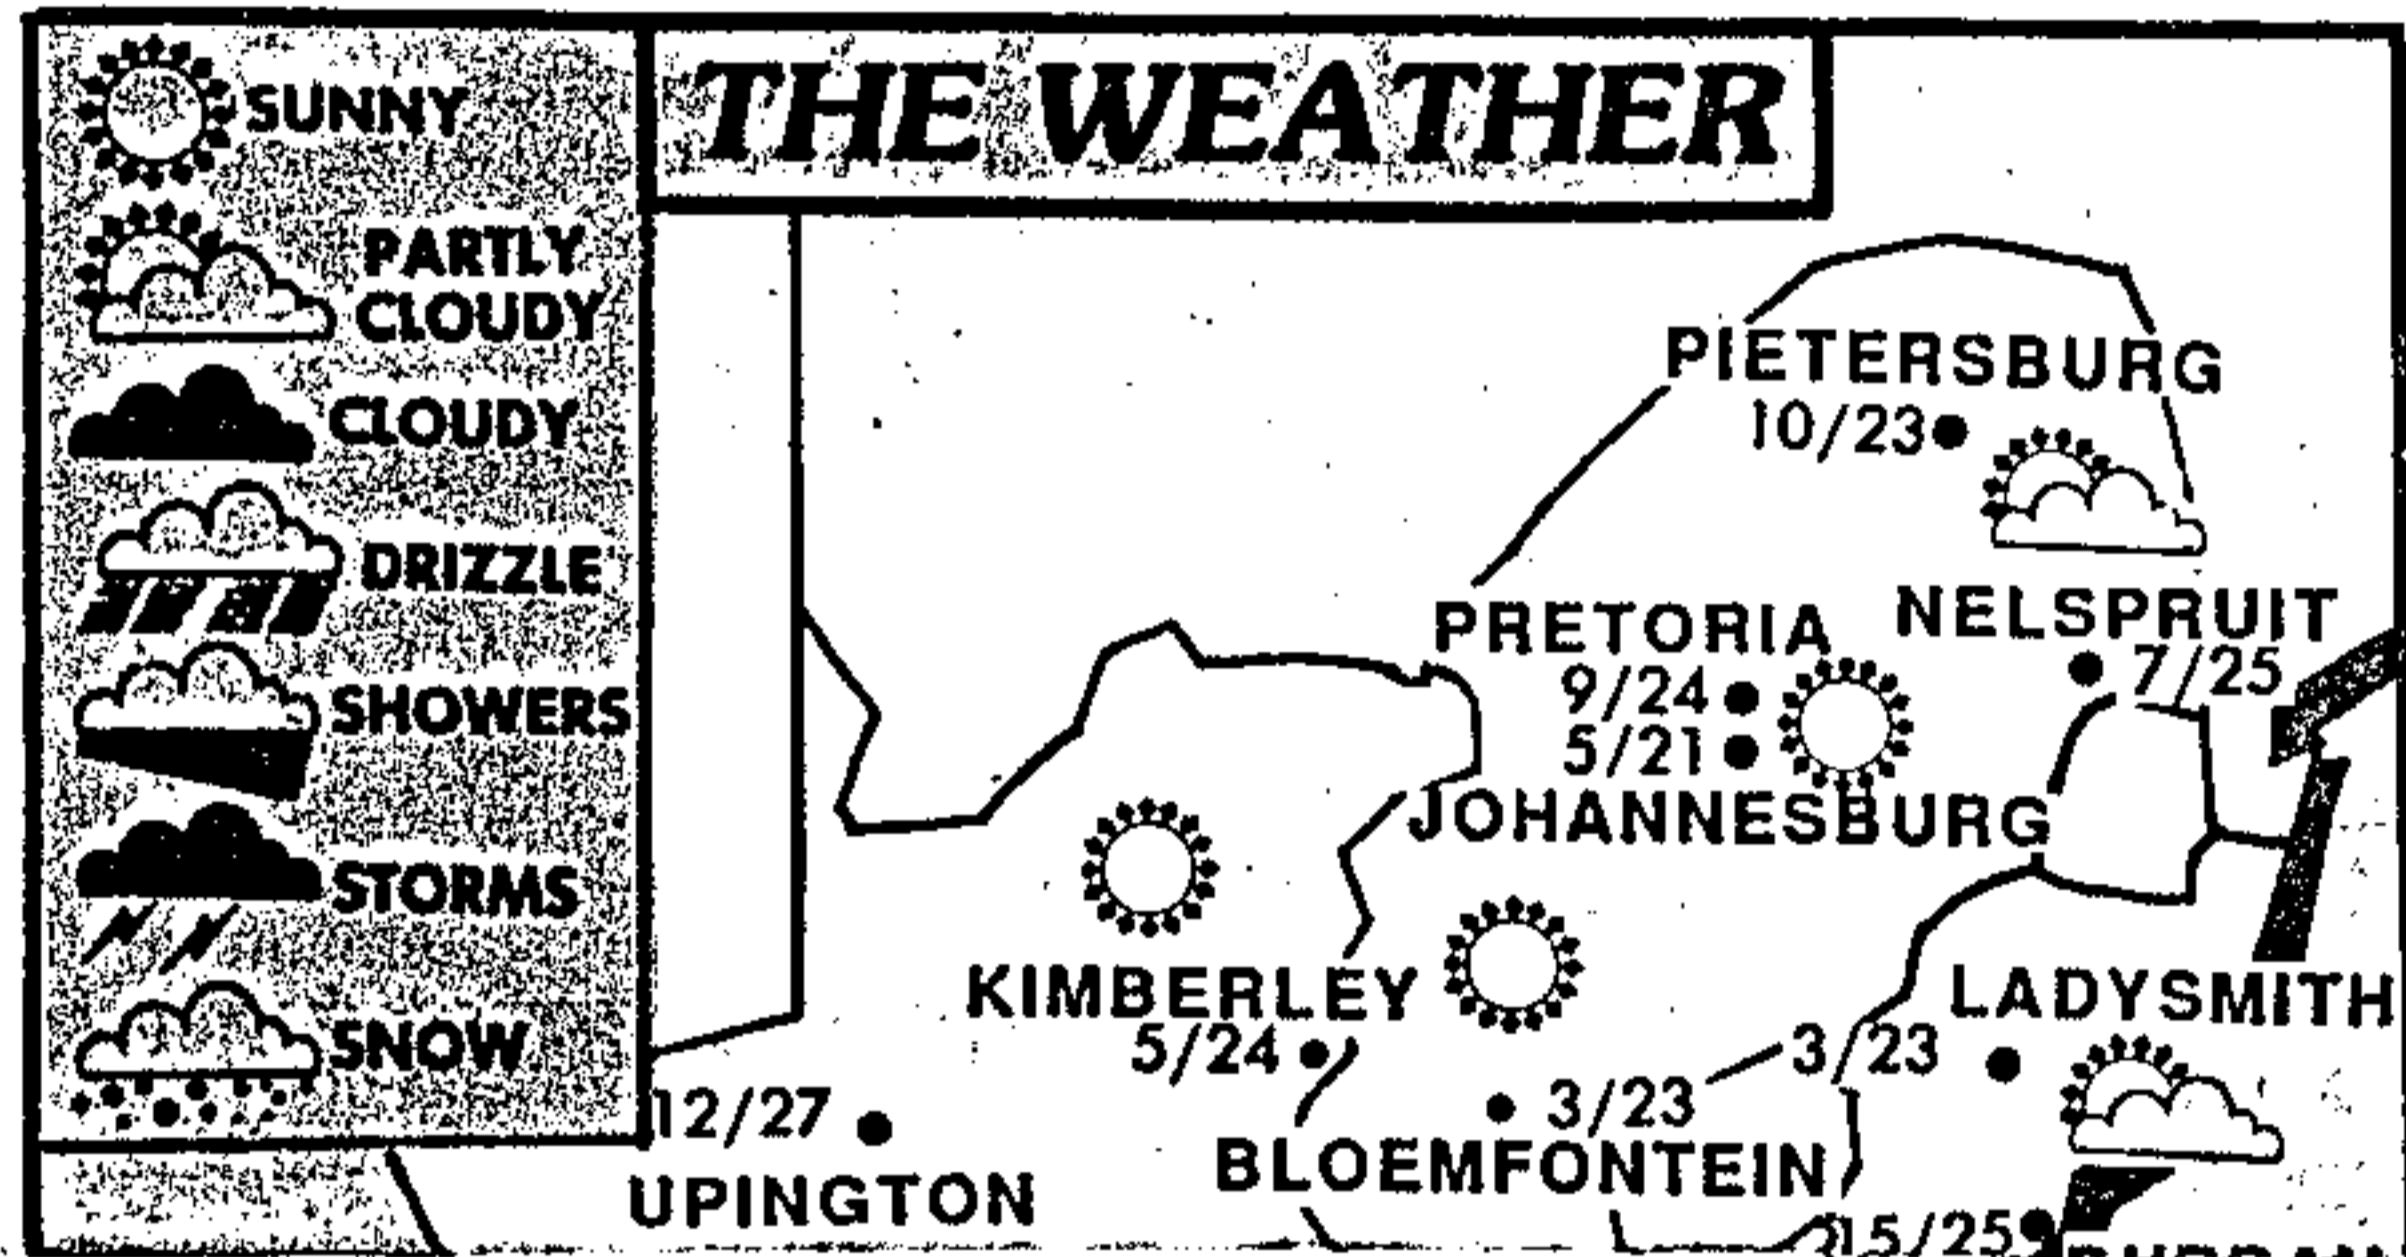 SUNNY
PARTLY
CLOUDY
CLOUDY
DRIZZLE
SHOWERS
STORMS
SNOW
THE WEATHER
PIETERSBURG
10/23
PRETORIA
9/24
5/21
JOHANNESBURG
NELSPRUIT
7/25
KIMBERLEY
5/24
LADYSMITH
3/23
3/23
BLOEMFONTEIN
12/27
UPINGTON
15/25